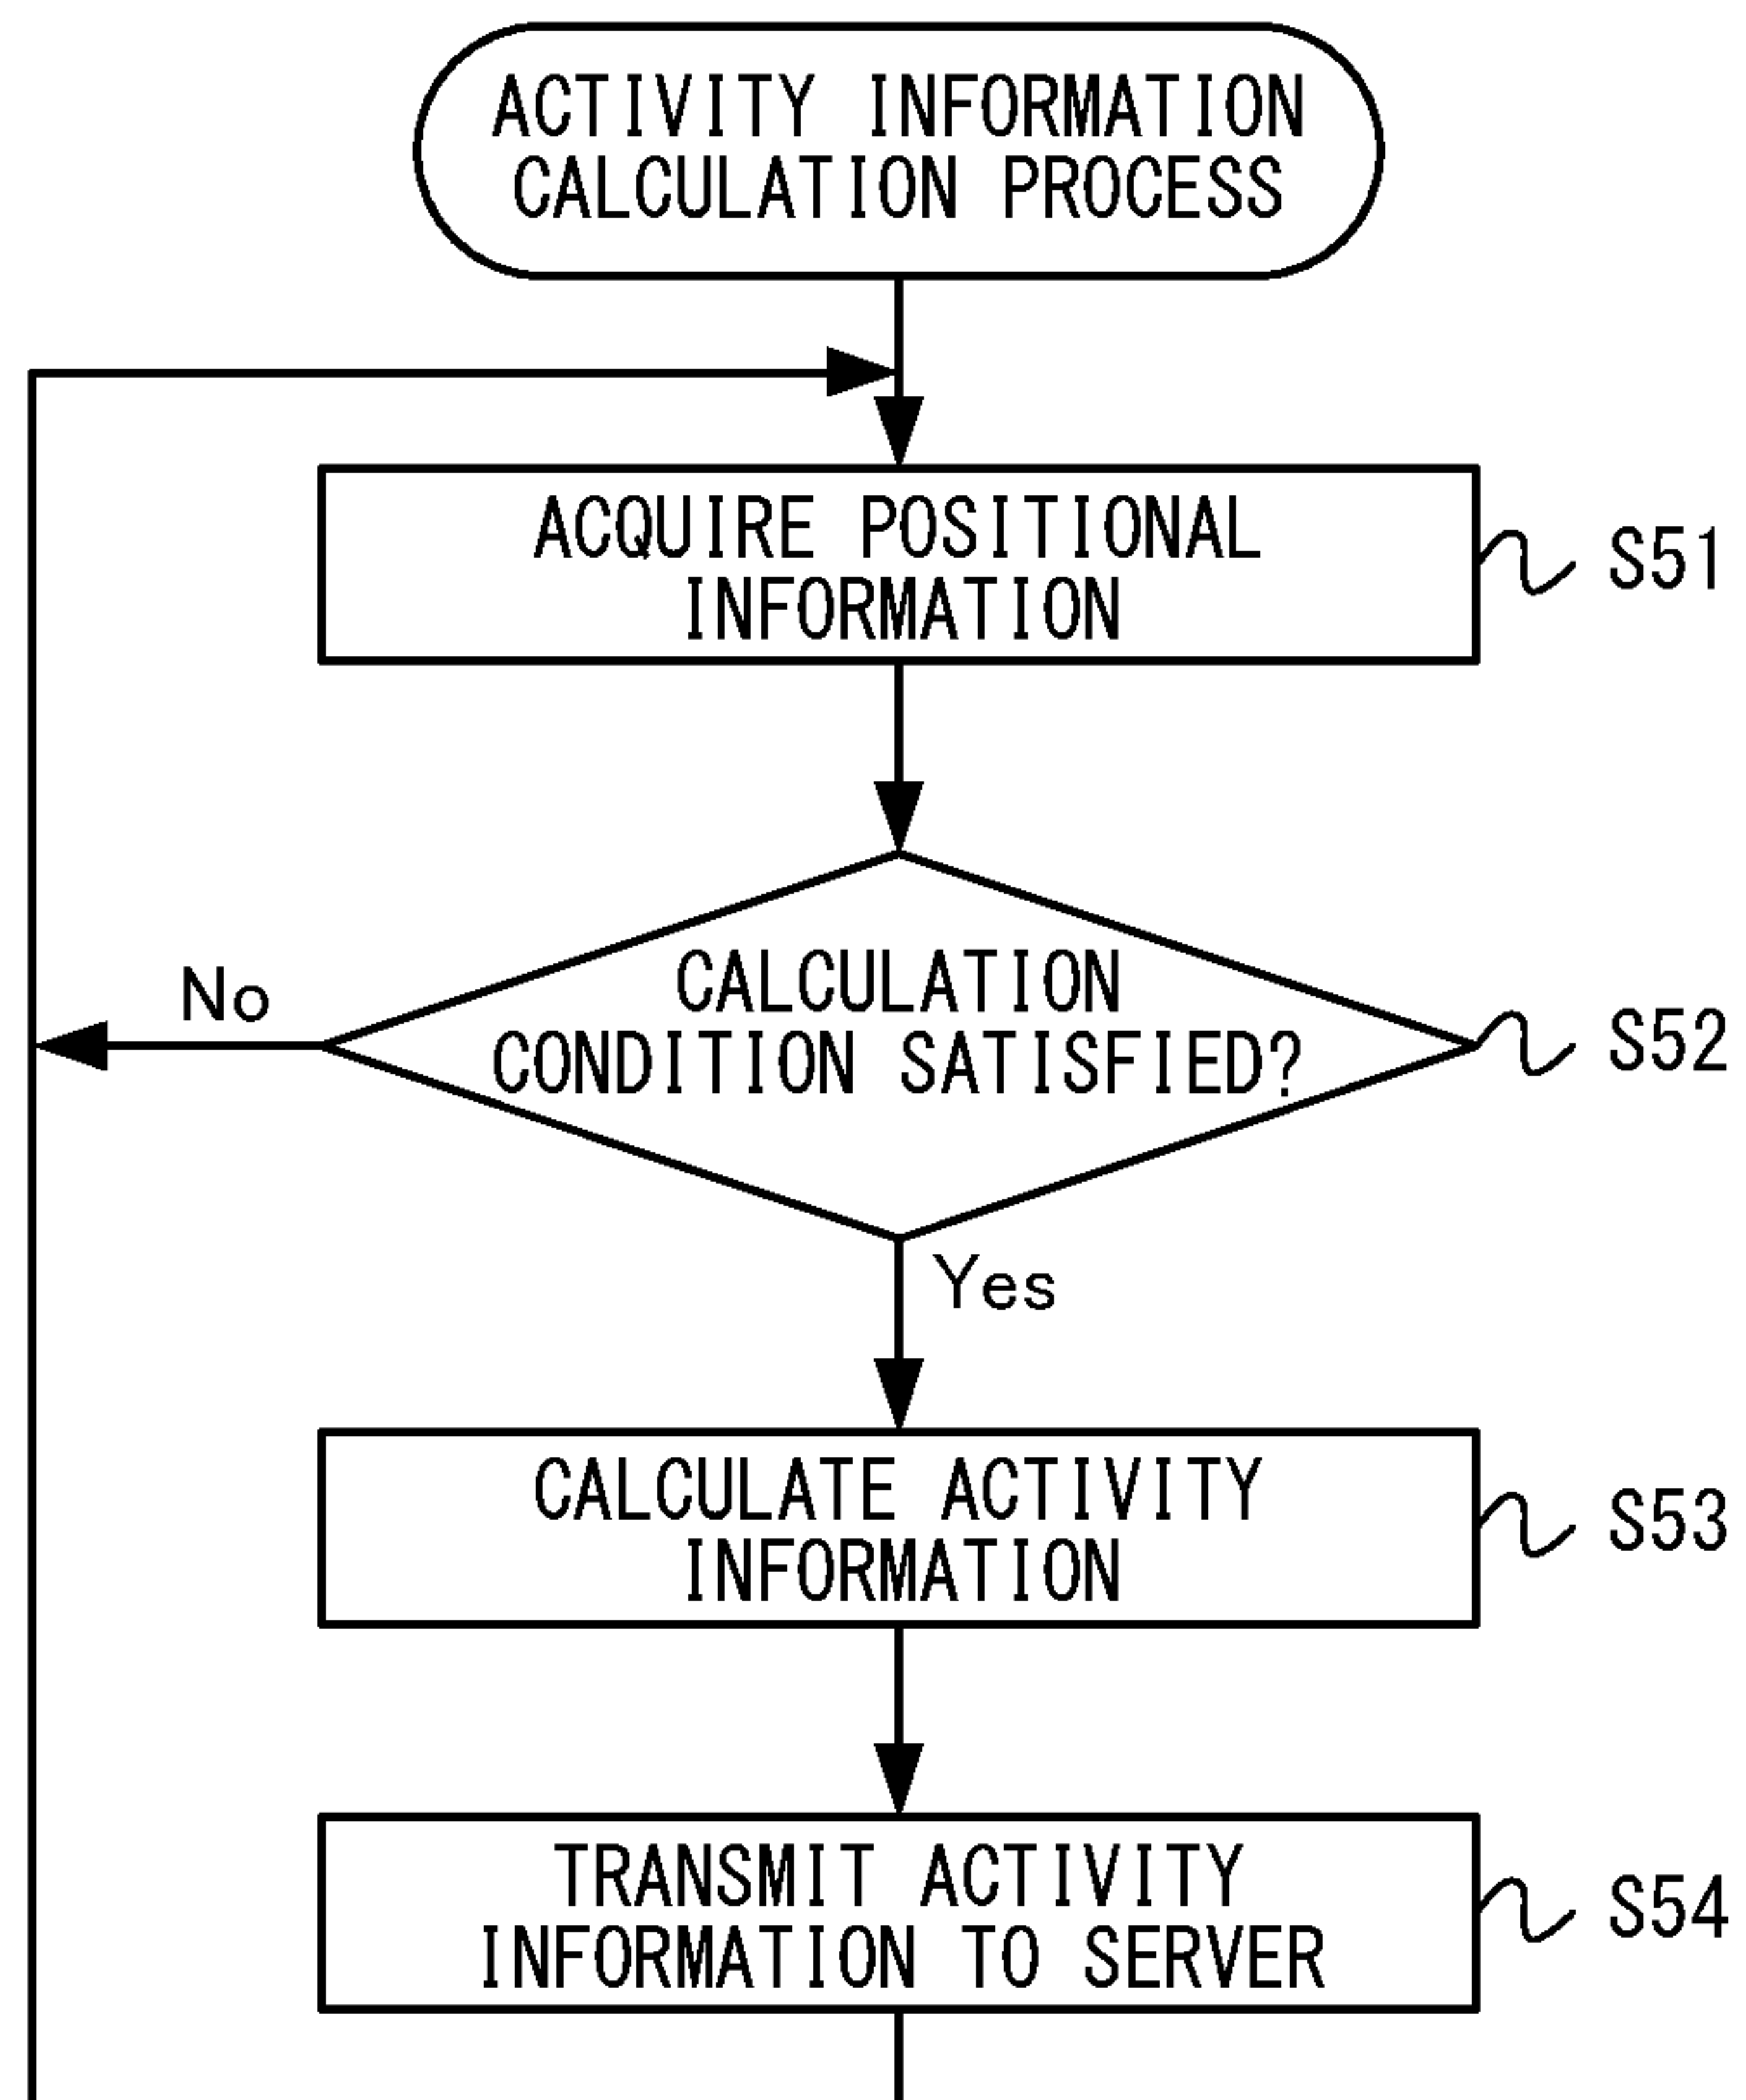 ACTIVITY INFORMATION
CALCULATION PROCESS
ACQUIRE POSITIONAL
INFORMATION
S51
CALCULATION
CONDITION SATISFIED?
S52
No
Yes
CALCULATE ACTIVITY
INFORMATION
S53
TRANSMIT ACTIVITY
INFORMATION TO SERVER
S54